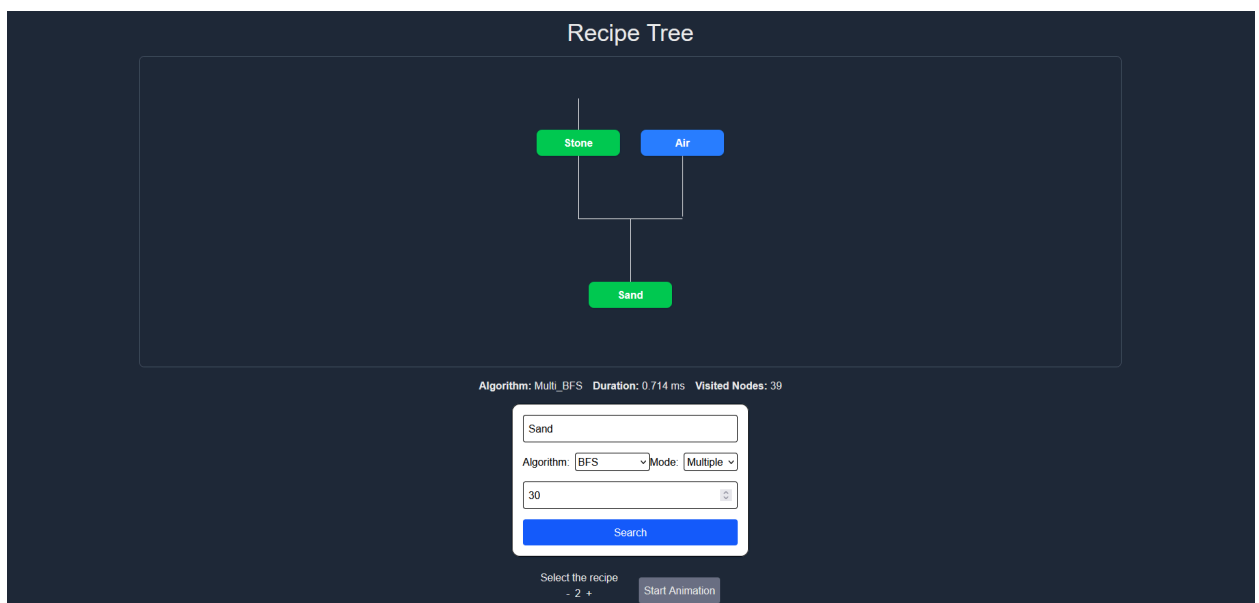 Recipe Tree
Stone Air
Sand
Algorithm: Multi_BFS Duration: 0.714 ms Visited Nodes: 39
Sand
Algorithm: BFS Mode: Multiple
30
Search
Select the recipe
- 2 +
Start Animation